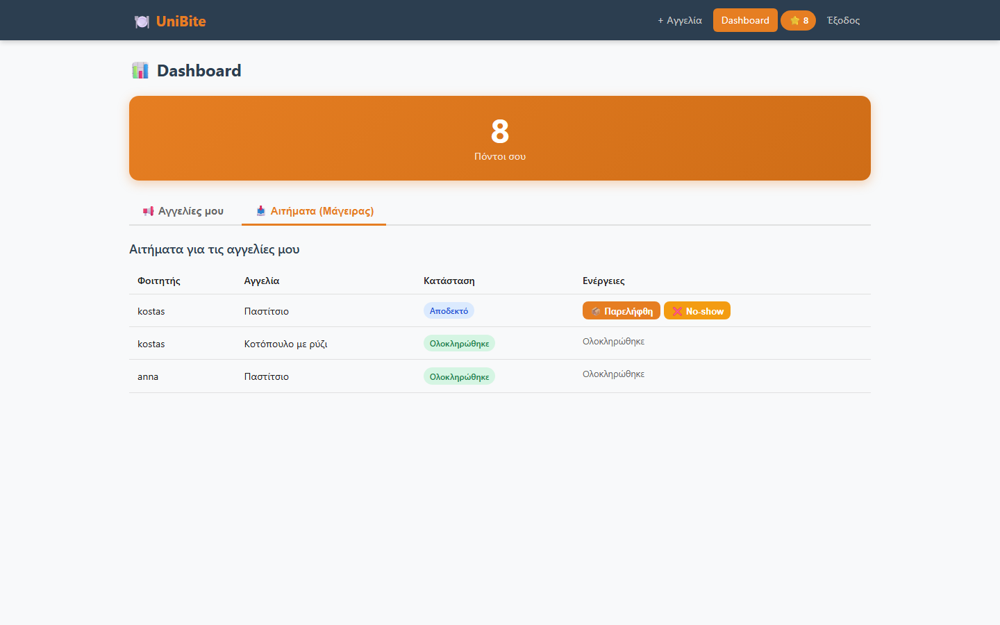 UniBite
+ Αγγελία Dashboard 8 Έξοδος
Dashboard
8
Πόντοι σου
Αγγελίες μου Αιτήματα (Μάγειρας)
Αιτήματα για τις αγγελίες μου
Φοιτητής Αγγελία Κατάσταση Ενέργειες
kostas Παστίτσιο Αποδεκτό Παρελήφθη No-show
kostas Κοτόπουλο με ρύζι Ολοκληρώθηκε Ολοκληρώθηκε
anna Παστίτσιο Ολοκληρώθηκε Ολοκληρώθηκε